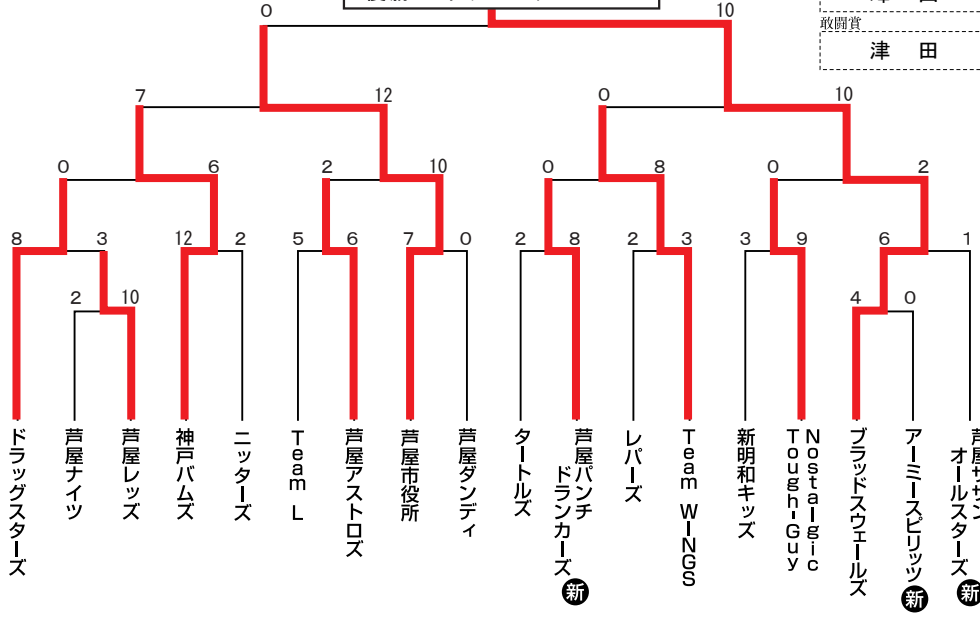 津 田
敢闘賞
津 田
0 10
7 12 0 10
0 6 2 10 0 8 0 2
8 3 12 2 5 6 7 0 2 8 2 3 3 9 6 1
2 10 4 0
ドラッグスターズ
芦屋ナイツ
芦屋レッズ
神戸バムズ
ニッターズ
Team L
芦屋アストロズ
芦屋市役所
芦屋ダンディ
タートルズ
芦屋パンチ
ドランカーズ
新
レパーズ
Team WINGS
新明和キッズ
Nostalgic
Tough-Guy
ブラッドスウェールズ
アーミースピリッツ
新
芦屋サザン
オールスターズ
新